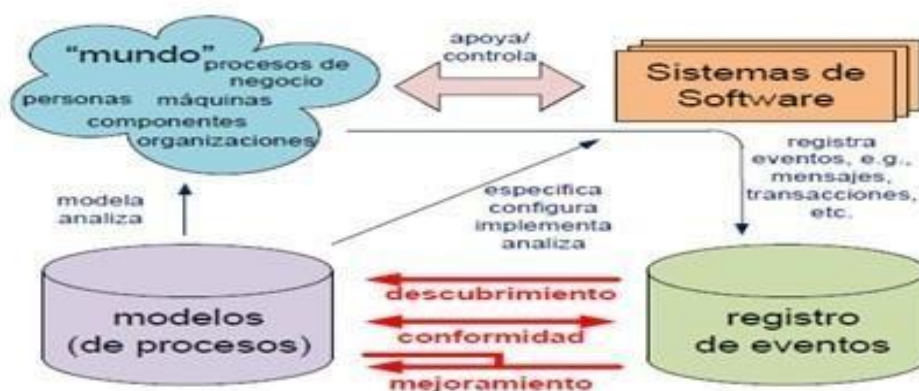 “mundo”
procesos de
negocio
personas máquinas
componentes
organizaciones
apoya/
controla
Sistemas de
Software
modela
analiza
especifica
configura
implementa
analiza
registra
eventos, e.g.,
mensajes,
transacciones,
etc.
modelos
(de procesos)
descubrimiento
conformidad
mejoramiento
registro
de eventos